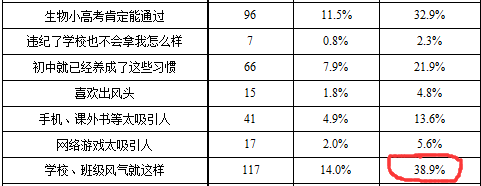 生物小高考肯定能通过 96 11.5% 32.9%
违纪了学校也不会拿我怎么样 7 0.8% 2.3%
初中就已经养成了这些习惯 66 7.9% 21.9%
喜欢出风头 15 1.8% 4.8%
手机、课外书等太吸引人 41 4.9% 13.6%
网络游戏太吸引人 17 2.0% 5.6%
学校、班级风气就这样 117 14.0% 38.9%